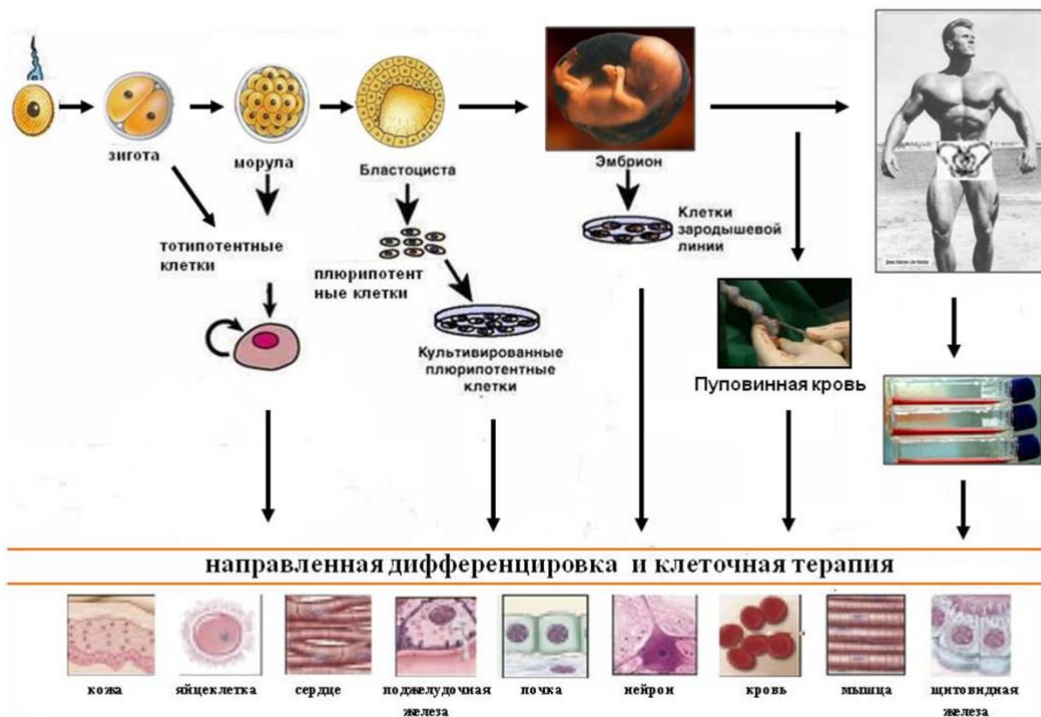 зигота
морула
Бластоциста
Эмбрион
тотипотентные
клетки
плюрипотент
ные клетки
Культивированные
плюрипотентные
клетки
Клетки
зародышевой
линии
Пуповинная кровь
направленная дифференцировка и клеточная терапия
кожа
яйцеклетка
сердце
поджелудочная
железа
почка
нейрон
кровь
мышца
щитовидная
железа